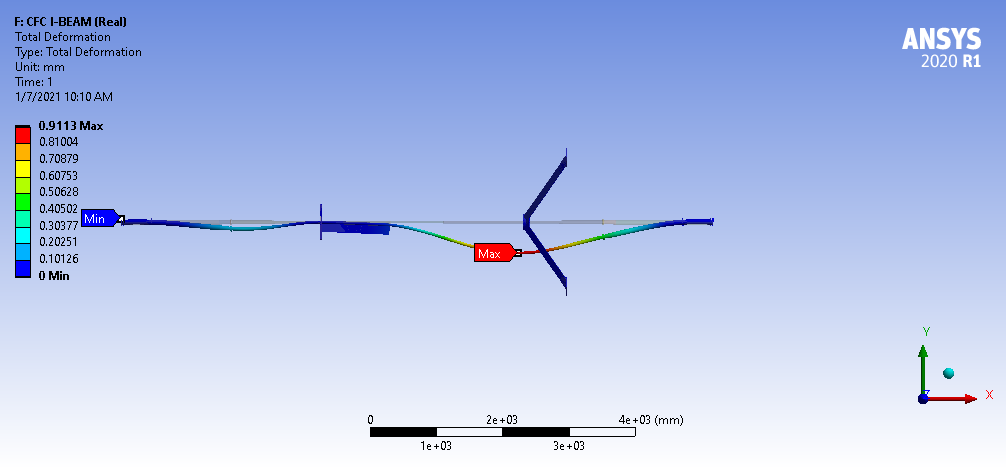 F: CFC I-BEAM (Real)
Total Deformation
Type: Total Deformation
Unit: mm
Time: 1
1/7/2021 10:10 AM
ANSYS
2020 R1
0.9113 Max
0.81004
0.70879
0.60753
0.50628
0.40502
0.30377
0.20251
0.10126
0 Min
Min
Max
Y
X
Z
0
2e+03
4e+03 (mm)
1e+03
3e+03